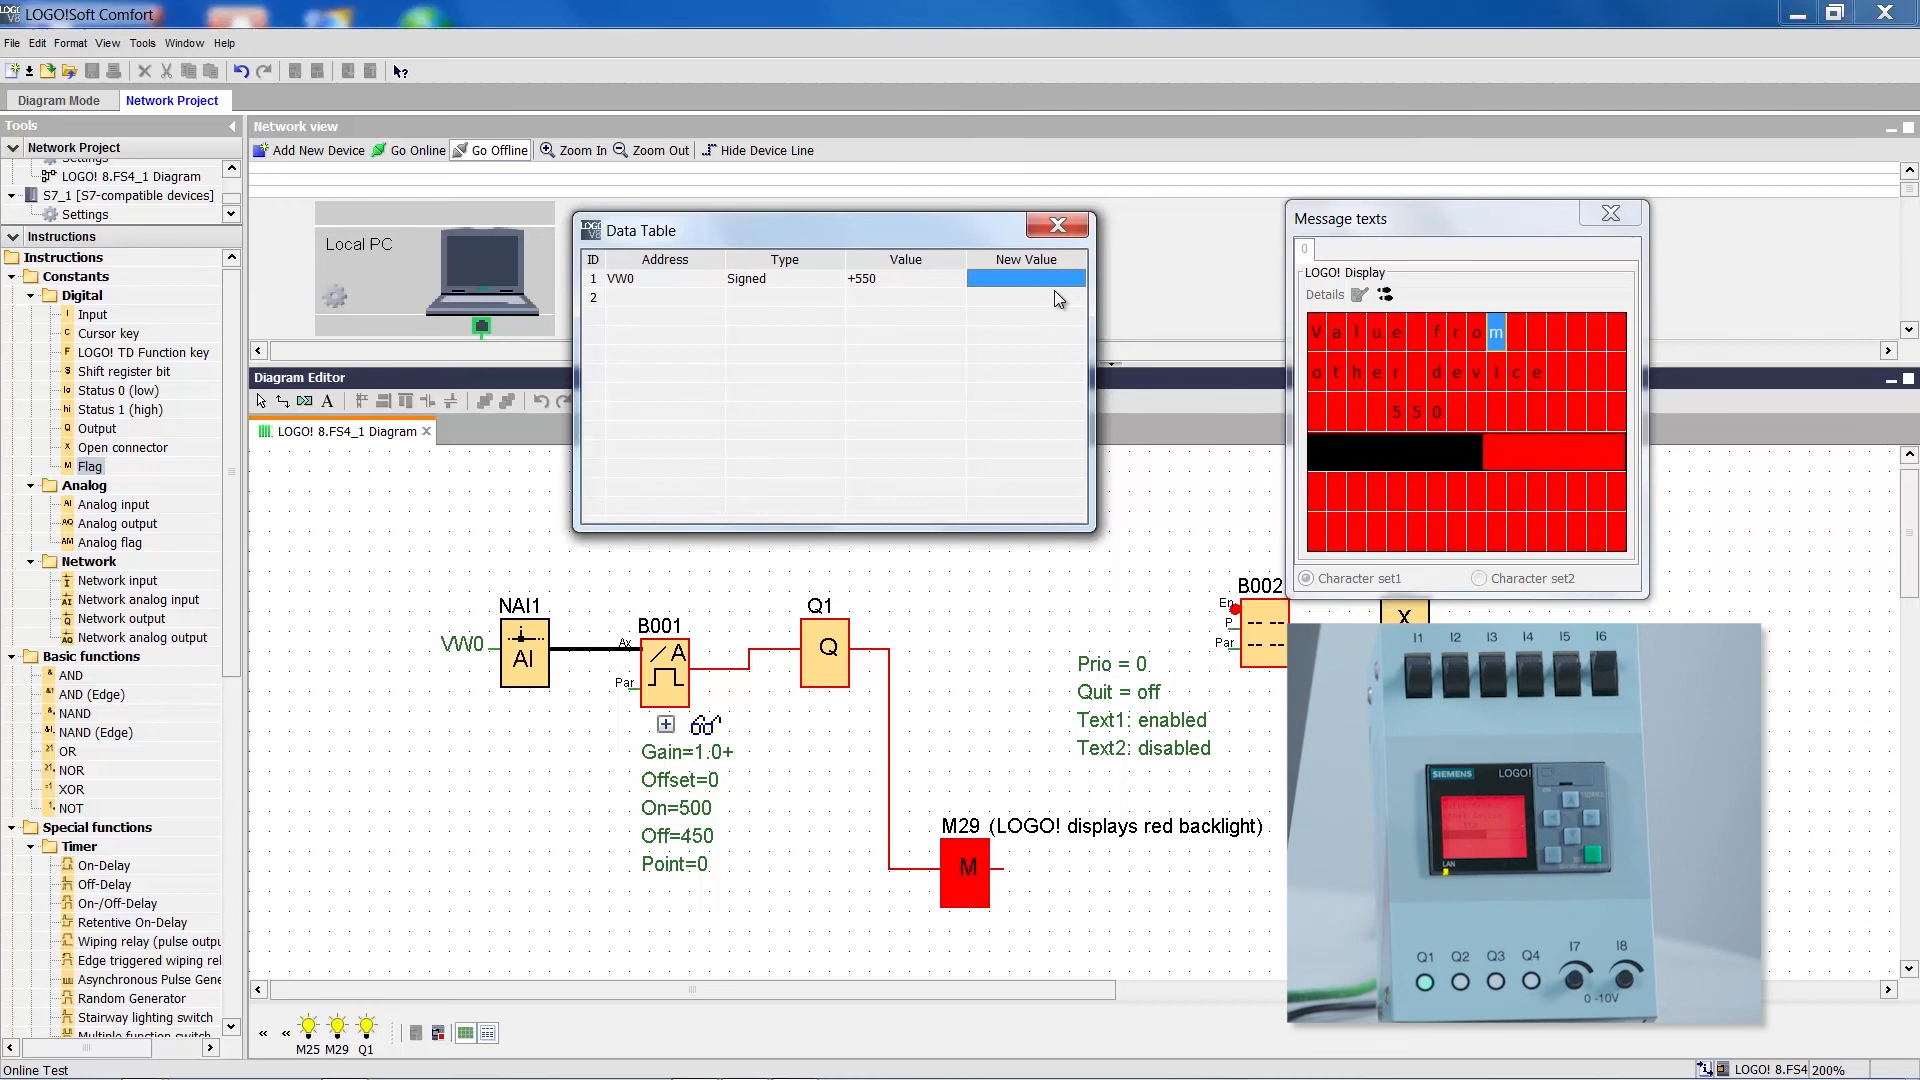 LOGO!Soft Comfort
File Edit Format View Tools Window Help
Diagram Mode
Network Project
Tools
Network Project
Settings
LOGO! 8.FS4_1 Diagram
S7_1 [S7-compatible devices]
Settings
Instructions
Instructions
Constants
Digital
Input
Cursor key
LOGO! TD Function key
Shift register bit
Status 0 (low)
Status 1 (high)
Output
Open connector
Flag
Analog
Analog input
Analog output
Analog flag
Network
Network input
Network analog input
Network output
Network analog output
Basic functions
AND
AND (Edge)
NAND
NAND (Edge)
OR
NOR
XOR
NOT
Special functions
Timer
On-Delay
Off-Delay
On-/Off-Delay
Retentive On-Delay
Wiping relay (pulse outpu
Edge triggered wiping rel
Asynchronous Pulse Gene
Random Generator
Stairway lighting switch
Multiple function switch
Online Test
Network view
Add New Device Go Online Go Offline Zoom In Zoom Out Hide Device Line
Local PC
Diagram Editor
LOGO! 8.FS4_1 Diagram
Data Table
ID Address Type Value New Value
1 VW0 Signed +550
2
Message texts
0
LOGO! Display
Details
Value from
other device
550
Character set1 Character set2
NAI1
VW0
AI
B001
Ax
A
Par
Gain=1.0+
Offset=0
On=500
Off=450
Point=0
Q1
Q
M29 (LOGO! displays red backlight)
M
B002
En
P
Par
X
Prio = 0
Quit = off
Text1: enabled
Text2: disabled
I1 I2 I3 I4 I5 I6
SIEMENS LOGO!
LAN
Q1 Q2 Q3 Q4 I7 I8
0 -10V
M25 M29 Q1
LOGO! 8.FS4 200%